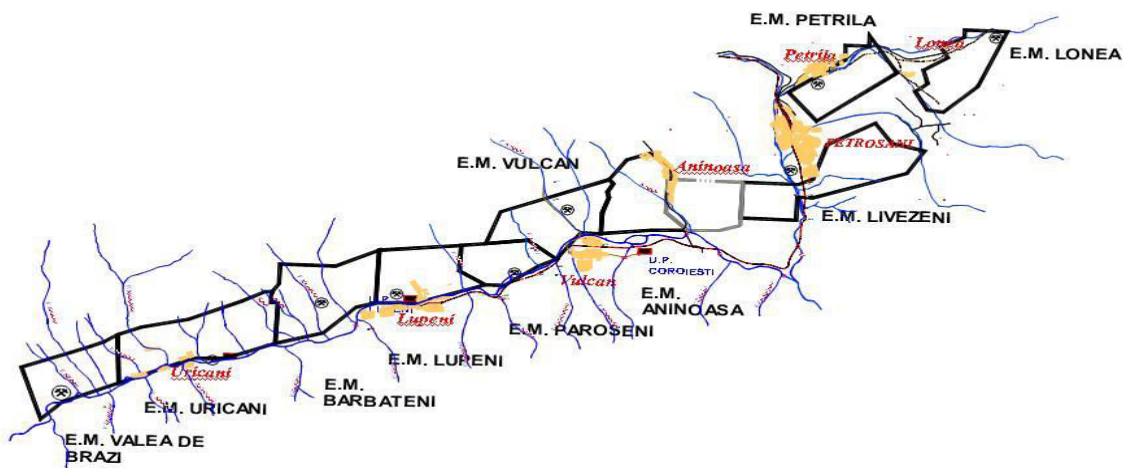 E.M. PETRILA
Lonea
E.M. LONEA
Petrila
PETROSANI
E.M. VULCAN
Aninoasa
E.M. LIVEZENI
U.P.
COROIESTI
Vulcan
E.M.
ANINOASA
U.P.
Lupeni
E.M. PAROSENI
E.M. LUPENI
Uricani
E.M.
BARBATENI
E.M. URICANI
E.M. VALEA DE
BRAZI